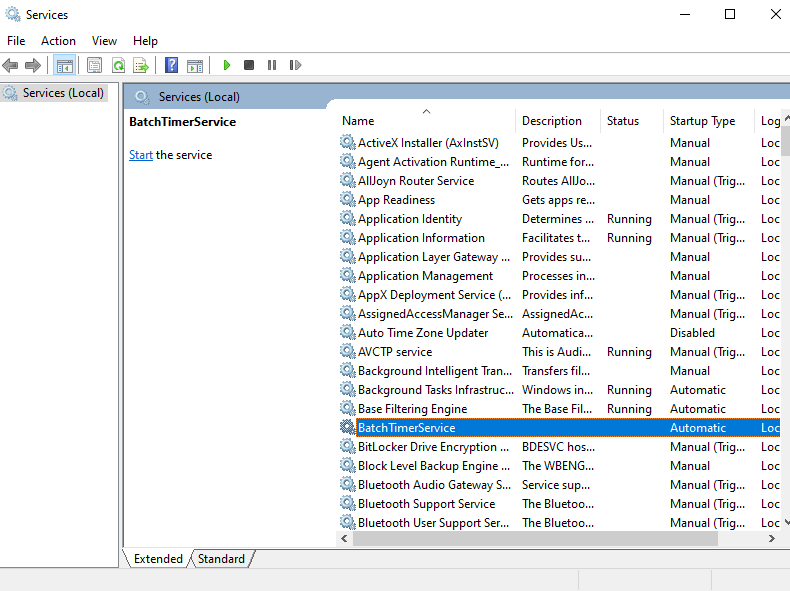 Services
File Action View Help
Services (Local)
Services (Local)
BatchTimerService
Start the service
Name Description Status Startup Type Log
ActiveX Installer (AxInstSV) Provides Us... Manual Loc
Agent Activation Runtime_... Runtime for... Manual Loc
AllJoyn Router Service Routes AllJo... Manual (Trig... Loc
App Readiness Gets apps re... Manual Loc
Application Identity Determines ... Running Manual (Trig... Loc
Application Information Facilitates t... Running Manual (Trig... Loc
Application Layer Gateway ... Provides su... Manual Loc
Application Management Processes in... Manual Loc
AppX Deployment Service (... Provides inf... Manual (Trig... Loc
AssignedAccessManager Se... AssignedAc... Manual (Trig... Loc
Auto Time Zone Updater Automatica... Disabled Loc
AVCTP service This is Audi... Running Manual (Trig... Loc
Background Intelligent Tran... Transfers fil... Manual Loc
Background Tasks Infrastruc... Windows in... Running Automatic Loc
Base Filtering Engine The Base Fil... Running Automatic Loc
BatchTimerService Automatic Loc
BitLocker Drive Encryption ... BDESVC hos... Manual (Trig... Loc
Block Level Backup Engine ... The WBENG... Manual Loc
Bluetooth Audio Gateway S... Service sup... Manual (Trig... Loc
Bluetooth Support Service The Bluetoo... Manual (Trig... Loc
Bluetooth User Support Ser... The Bluetoo... Manual (Trig... Loc
Extended Standard